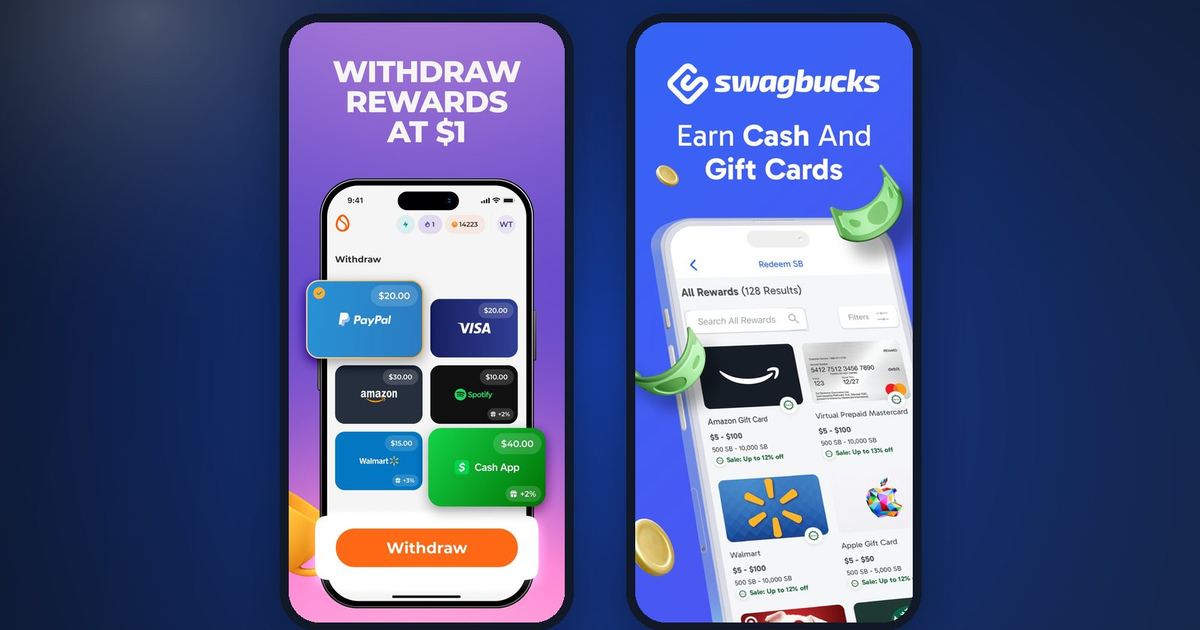 WITHDRAW
REWARDS
AT $1
9:41
1
14223
WT
Withdraw
$20.00
PayPal
$20.00
VISA
$30.00
amazon
$10.00
Spotify
+2%
$15.00
Walmart
+3%
$40.00
Cash App
+2%
Withdraw
swagbucks
Earn Cash And
Gift Cards
Redeem SB
All Rewards (128 Results)
Search All Rewards
Filters
Amazon Gift Card
$5 - $100
500 SB - 10,000 SB
Sale: Up to 12% off
5412 7512 3456 7890
123
12/27
debit
Virtual Prepaid Mastercard
$5 - $100
500 SB - 10,000 SB
Sale: Up to 13% off
Walmart
$5 - $100
500 SB - 10,000 SB
Sale: Up to 12% off
Apple Gift Card
$5 - $50
500 SB - 5,000 SB
Sale: Up to 12%